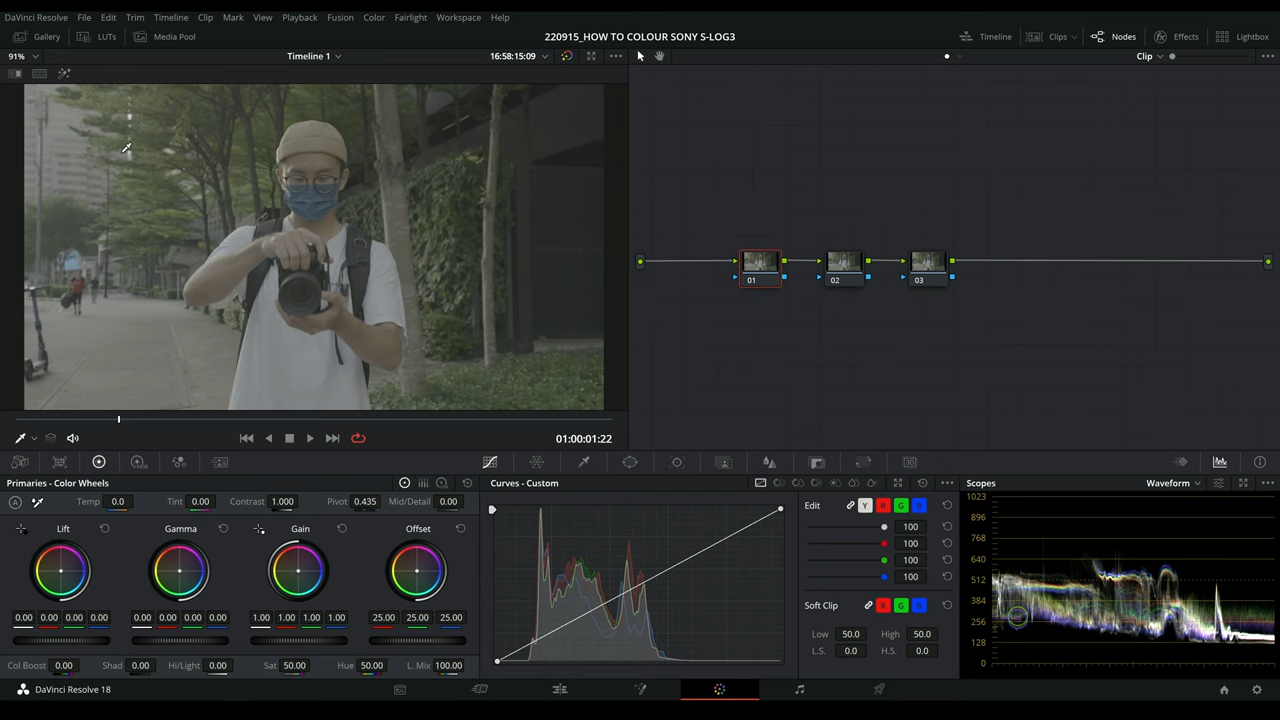 DaVinci Resolve File Edit Trim Timeline Clip Mark View Playback Fusion Color Fairlight Workspace Help
Gallery LUTs Media Pool 220915_HOW TO COLOUR SONY S-LOG3 Timeline Clips Nodes Effects Lightbox
91% Timeline 1 16:58:15:09 Clip
01 02 03
01:00:01:22
Primaries - Color Wheels Curves - Custom Scopes Waveform
Temp 0.0 Tint 0.00 Contrast 1.000 Pivot 0.435 Mid/Detail 0.00
Lift Gamma Gain Offset
0.00 0.00 0.00 0.00 0.00 0.00 0.00 0.00 1.00 1.00 1.00 1.00 25.00 25.00 25.00
Col Boost 0.00 Shad 0.00 Hi/Light 0.00 Sat 50.00 Hue 50.00 L. Mix 100.00
Edit Y R G B
100
100
100
100
Soft Clip R G B
Low 50.0 High 50.0
L.S. 0.0 H.S. 0.0
1023
896
768
640
512
384
256
128
0
DaVinci Resolve 18